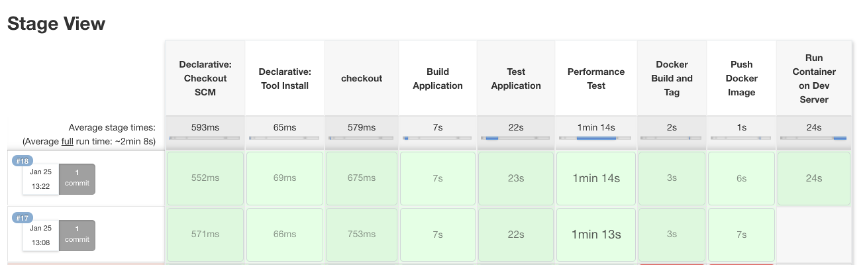 Stage View
Declarative:
Checkout
SCM
Declarative:
Tool Install
checkout
Build
Application
Test
Application
Performance
Test
Docker
Build and
Tag
Push
Docker
Image
Run
Container
on Dev
Server
Average stage times:
593ms 65ms 579ms 7s 22s 1min 14s 2s 1s 24s
(Average full run time: ~2min 8s)
#18
Jan 25
13:22
1
commit
552ms 69ms 675ms 7s 23s 1min 14s 3s 6s 24s
#17
Jan 25
13:08
1
commit
571ms 66ms 753ms 7s 22s 1min 13s 3s 7s